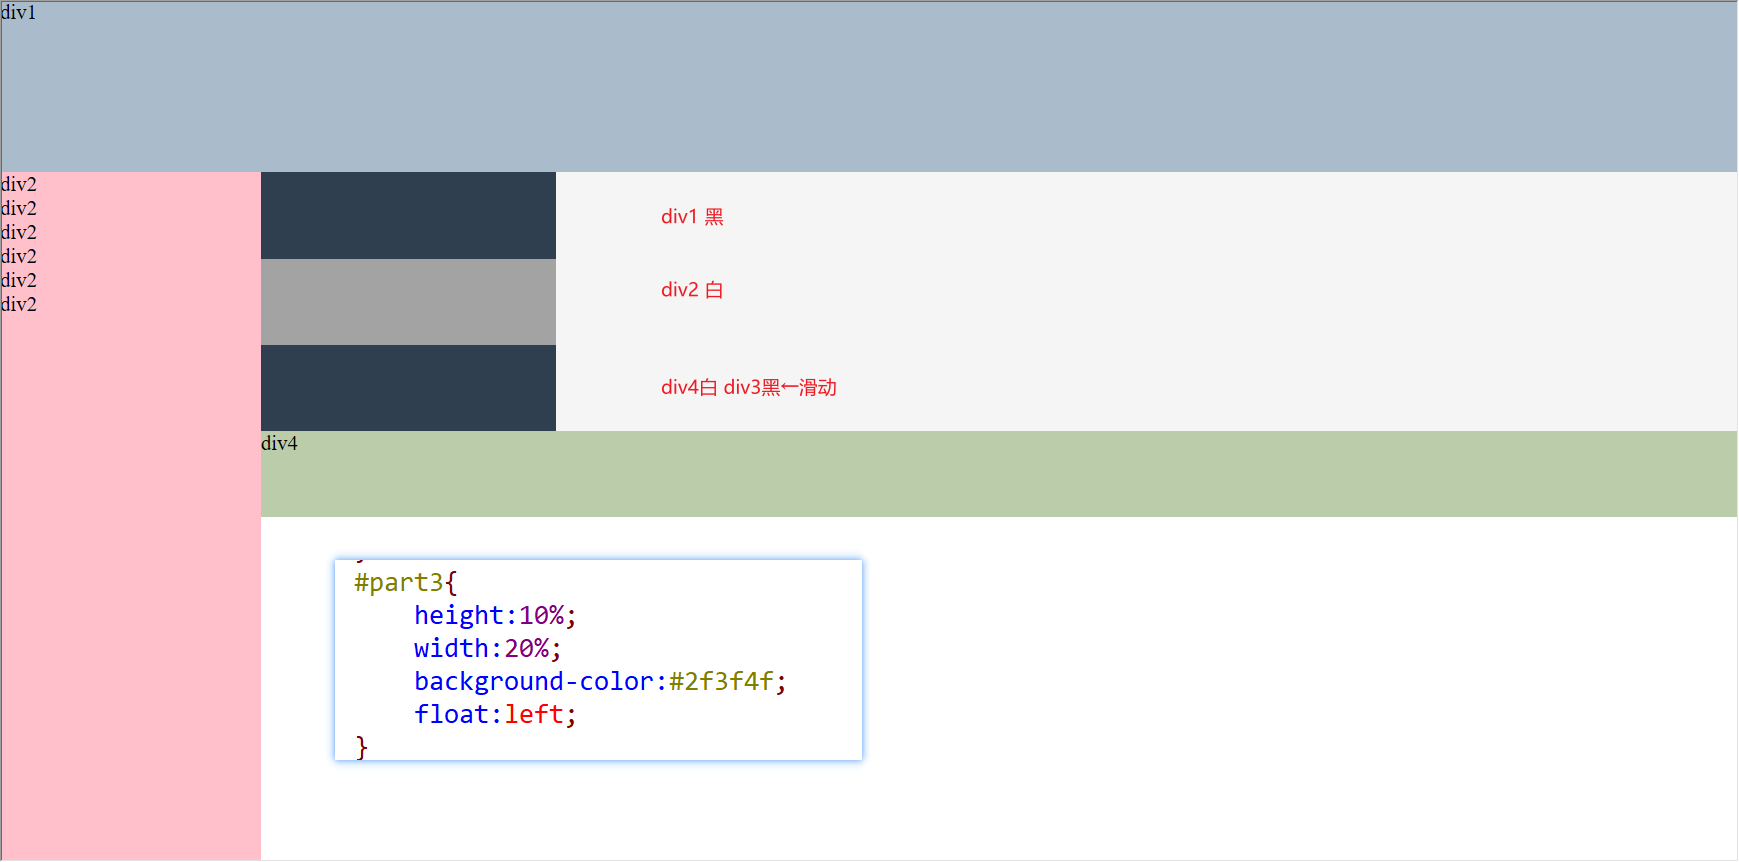 div1
div2
div2
div2
div2
div2
div2
div1 黑
div2 白
div4白 div3黑←滑动
div4
#part3{
height:10%;
width:20%;
background-color:#2f3f4f;
float:left;
}